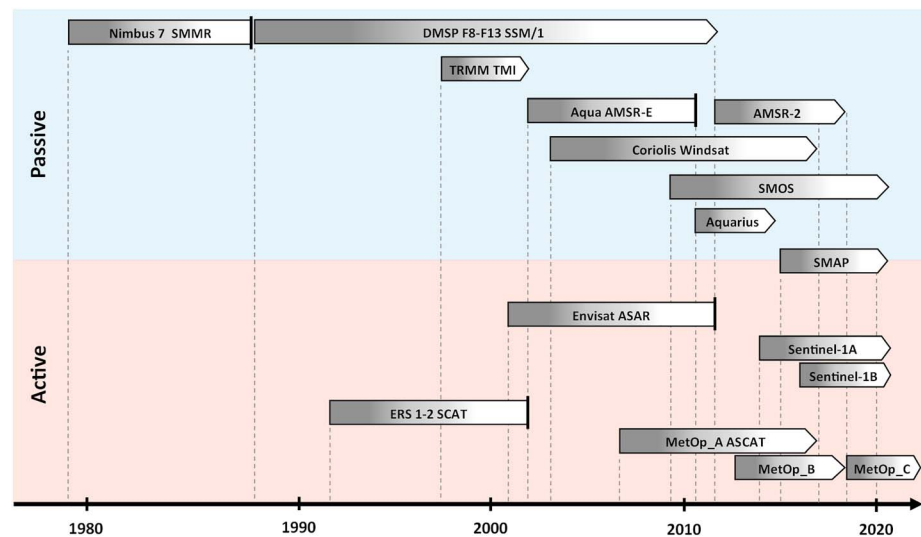 Passive
Nimbus 7 SMMR
DMSP F8-F13 SSM/1
TRMM TMI
Aqua AMSR-E
AMSR-2
Coriolis Windsat
SMOS
Aquarius
SMAP
Active
Envisat ASAR
Sentinel-1A
Sentinel-1B
ERS 1-2 SCAT
MetOp_A ASCAT
MetOp_B
MetOp_C
1980
1990
2000
2010
2020